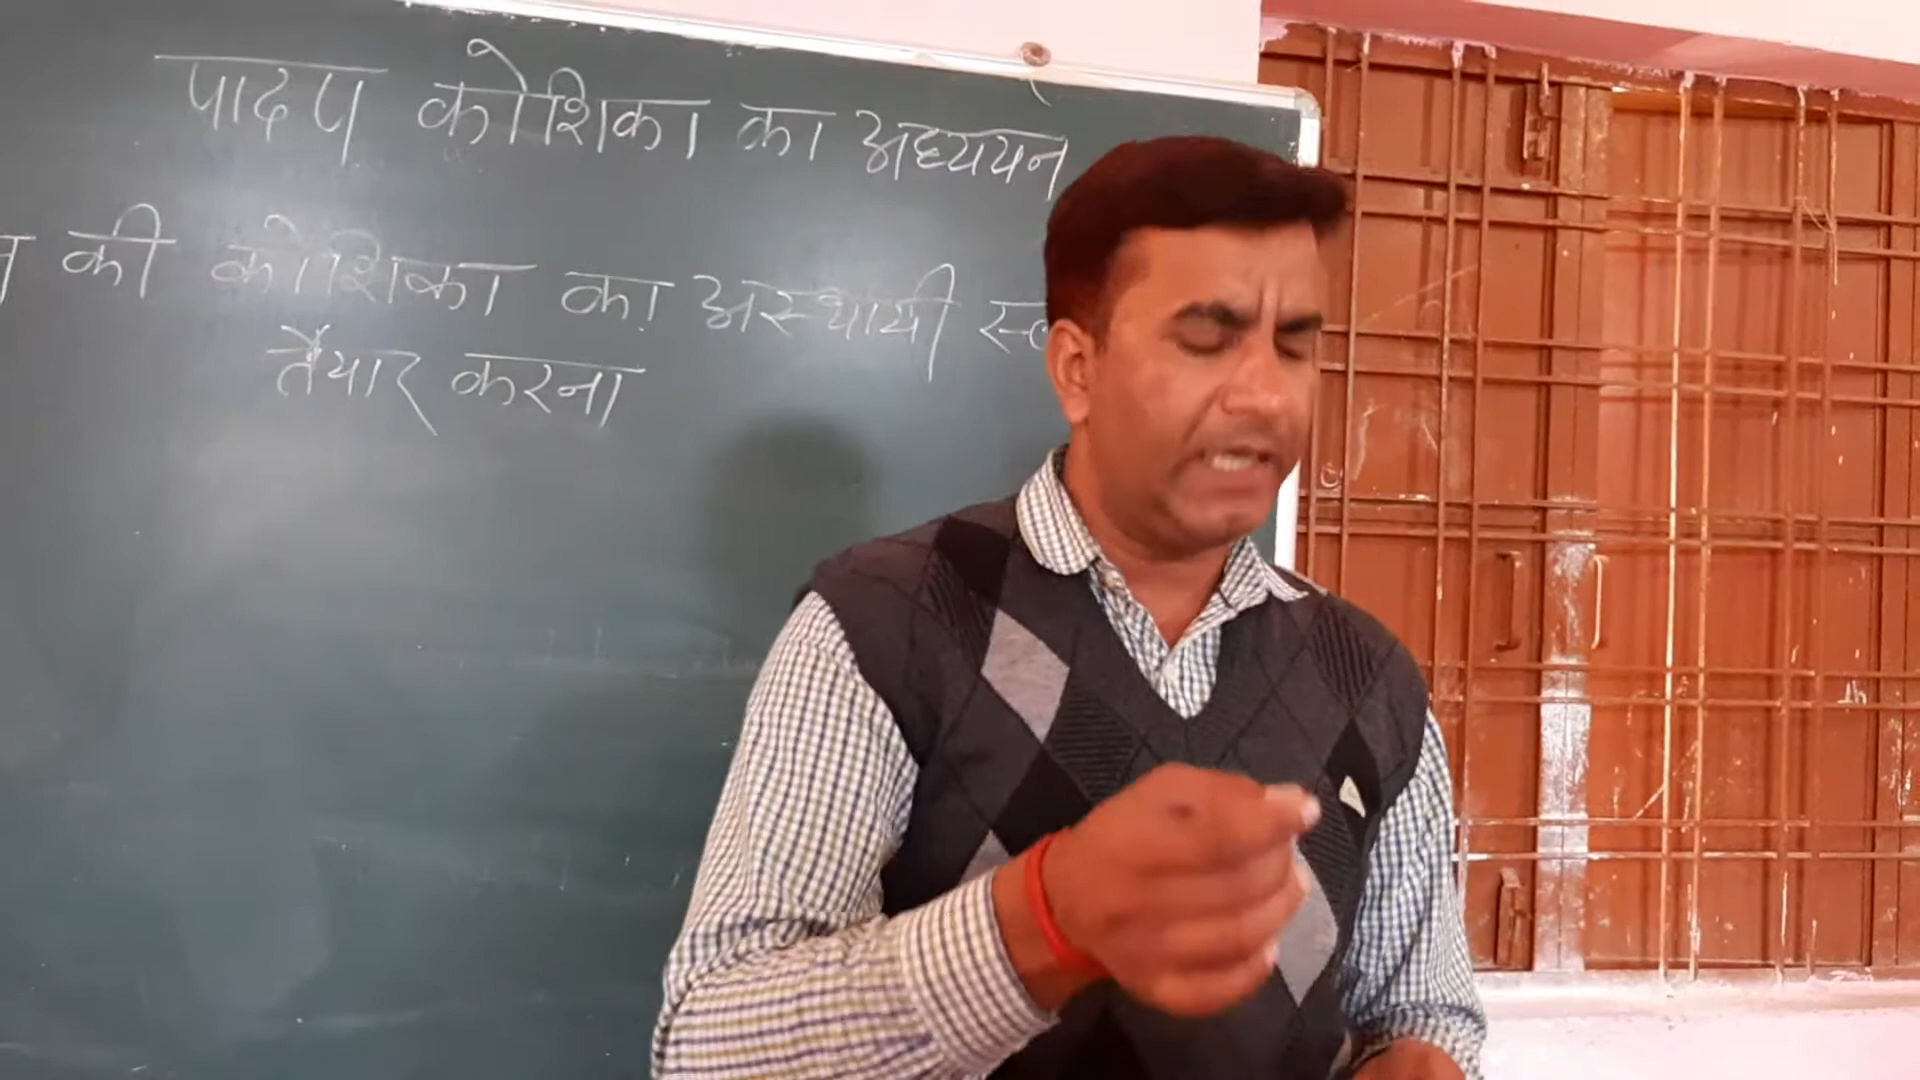 पादप कोशिका का अध्ययन
की कोशिका का अस्थायी
तैयार करना